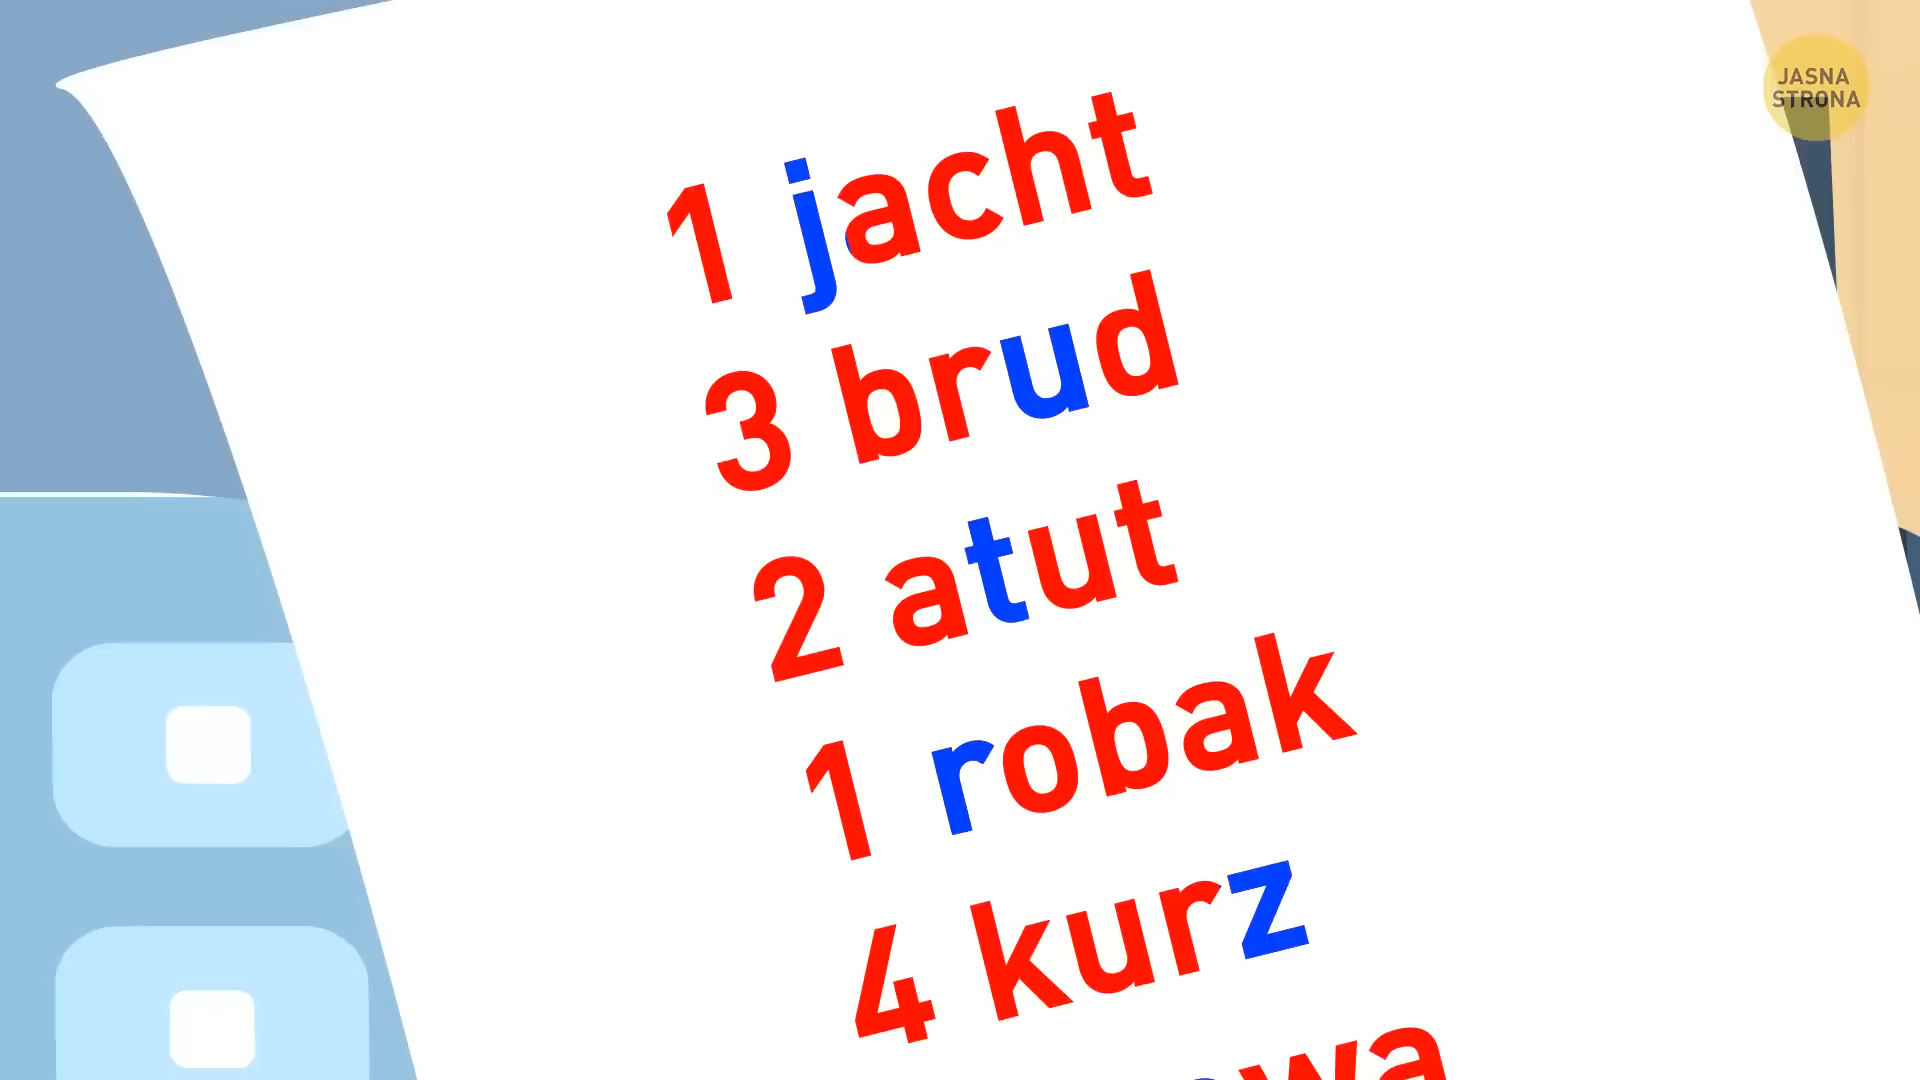 JASNA
STRONA
1 jacht
3 brud
2 atut
1 robak
4 kurz